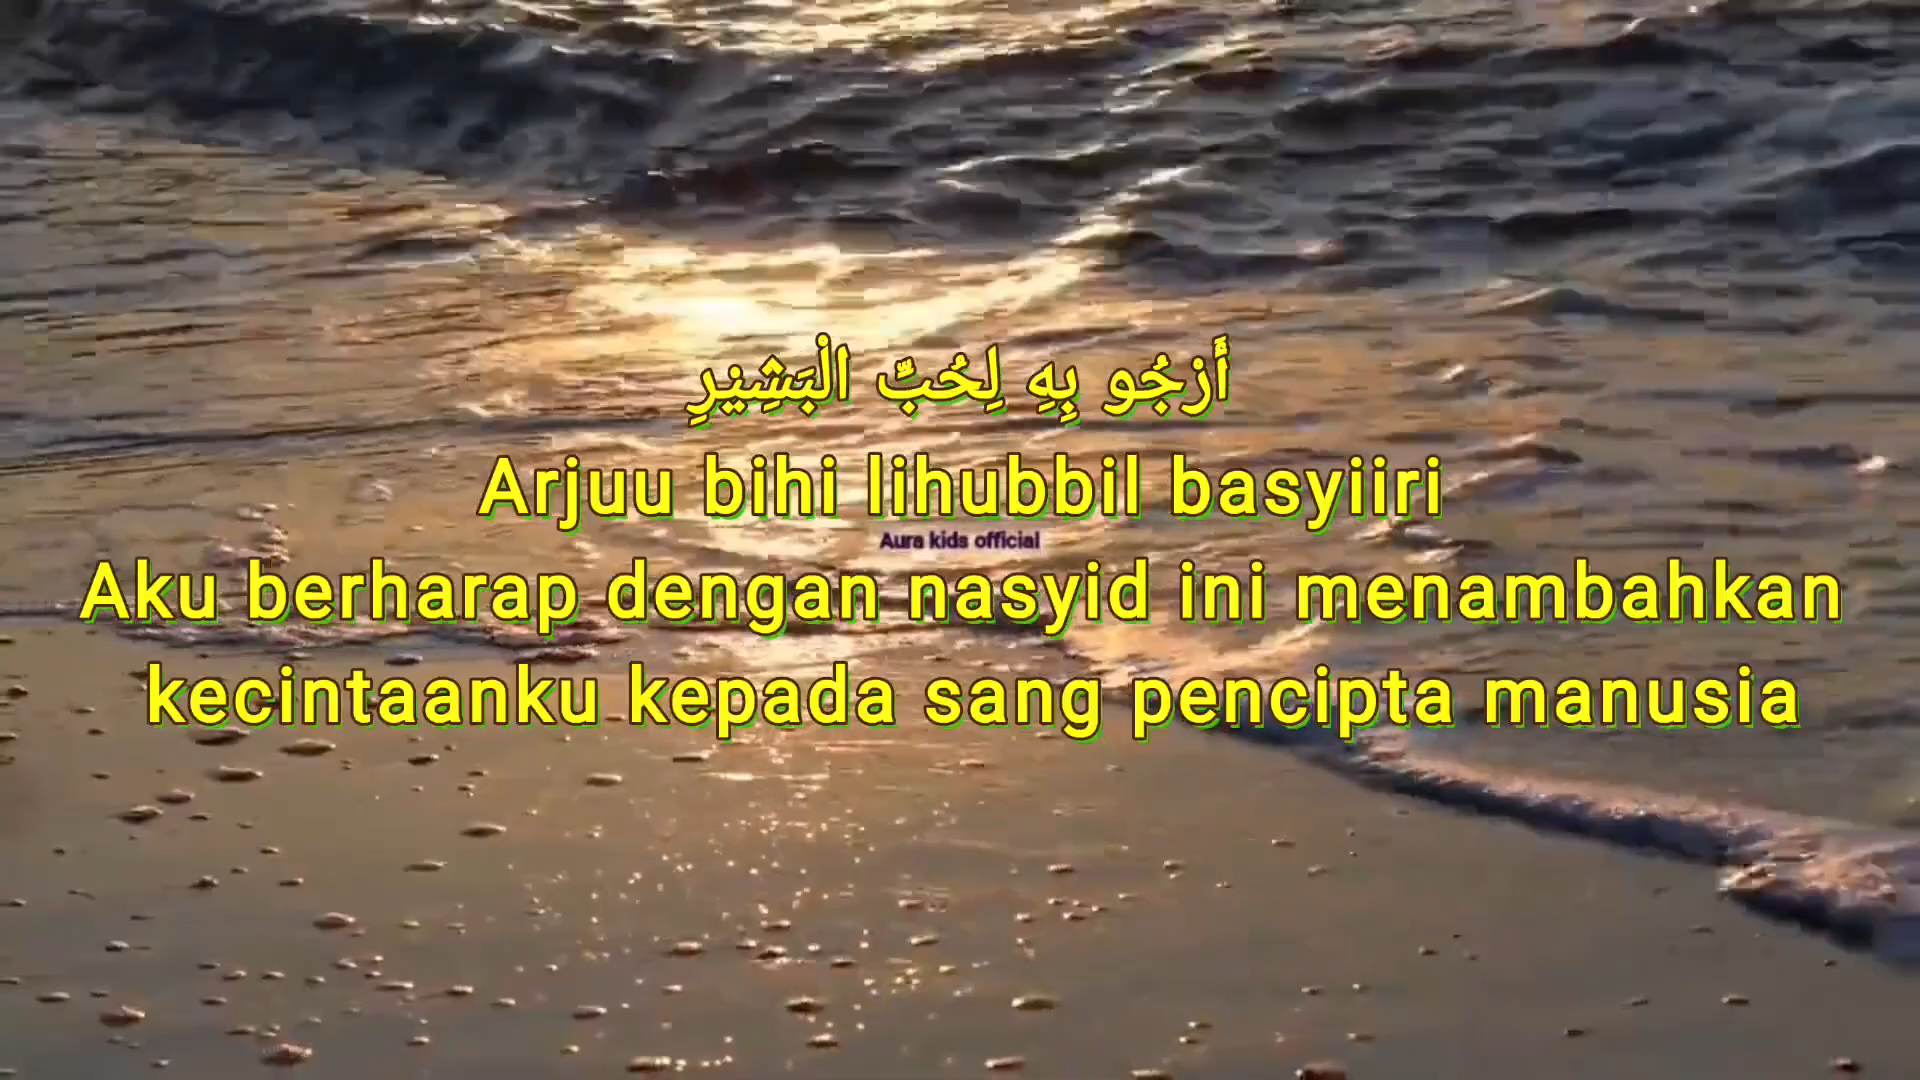 أَرْجُو بِهِ لِحُبِّ الْبَشِيْرِ
Arjuu bihi lihubbil basyiiri
Aura kids official
Aku berharap dengan nasyid ini menambahkan
kecintaanku kepada sang pencipta manusia